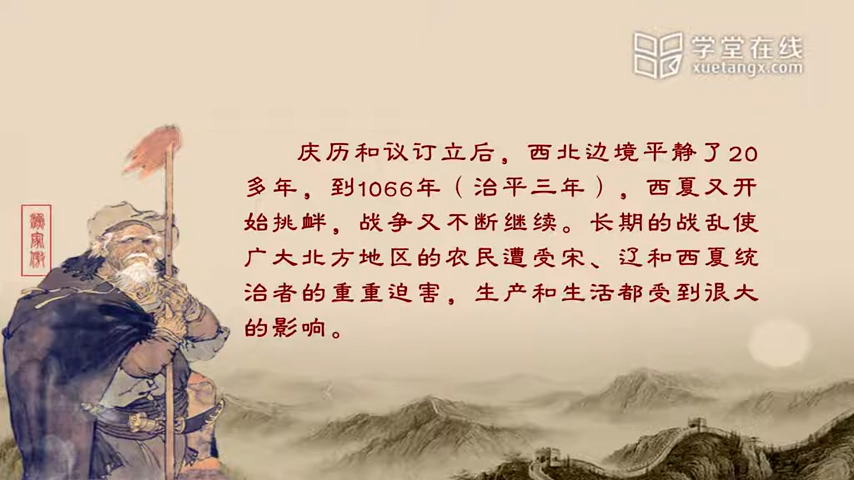 学堂在线
xuetangx.com
庆历和议订立后，西北边境平静了20
多年，到1066年（治平三年），西夏又开
始挑衅，战争又不断继续。长期的战乱使
广大北方地区的农民遭受宋、辽和西夏统
治者的重重迫害，生产和生活都受到很大
的影响。
渔家傲